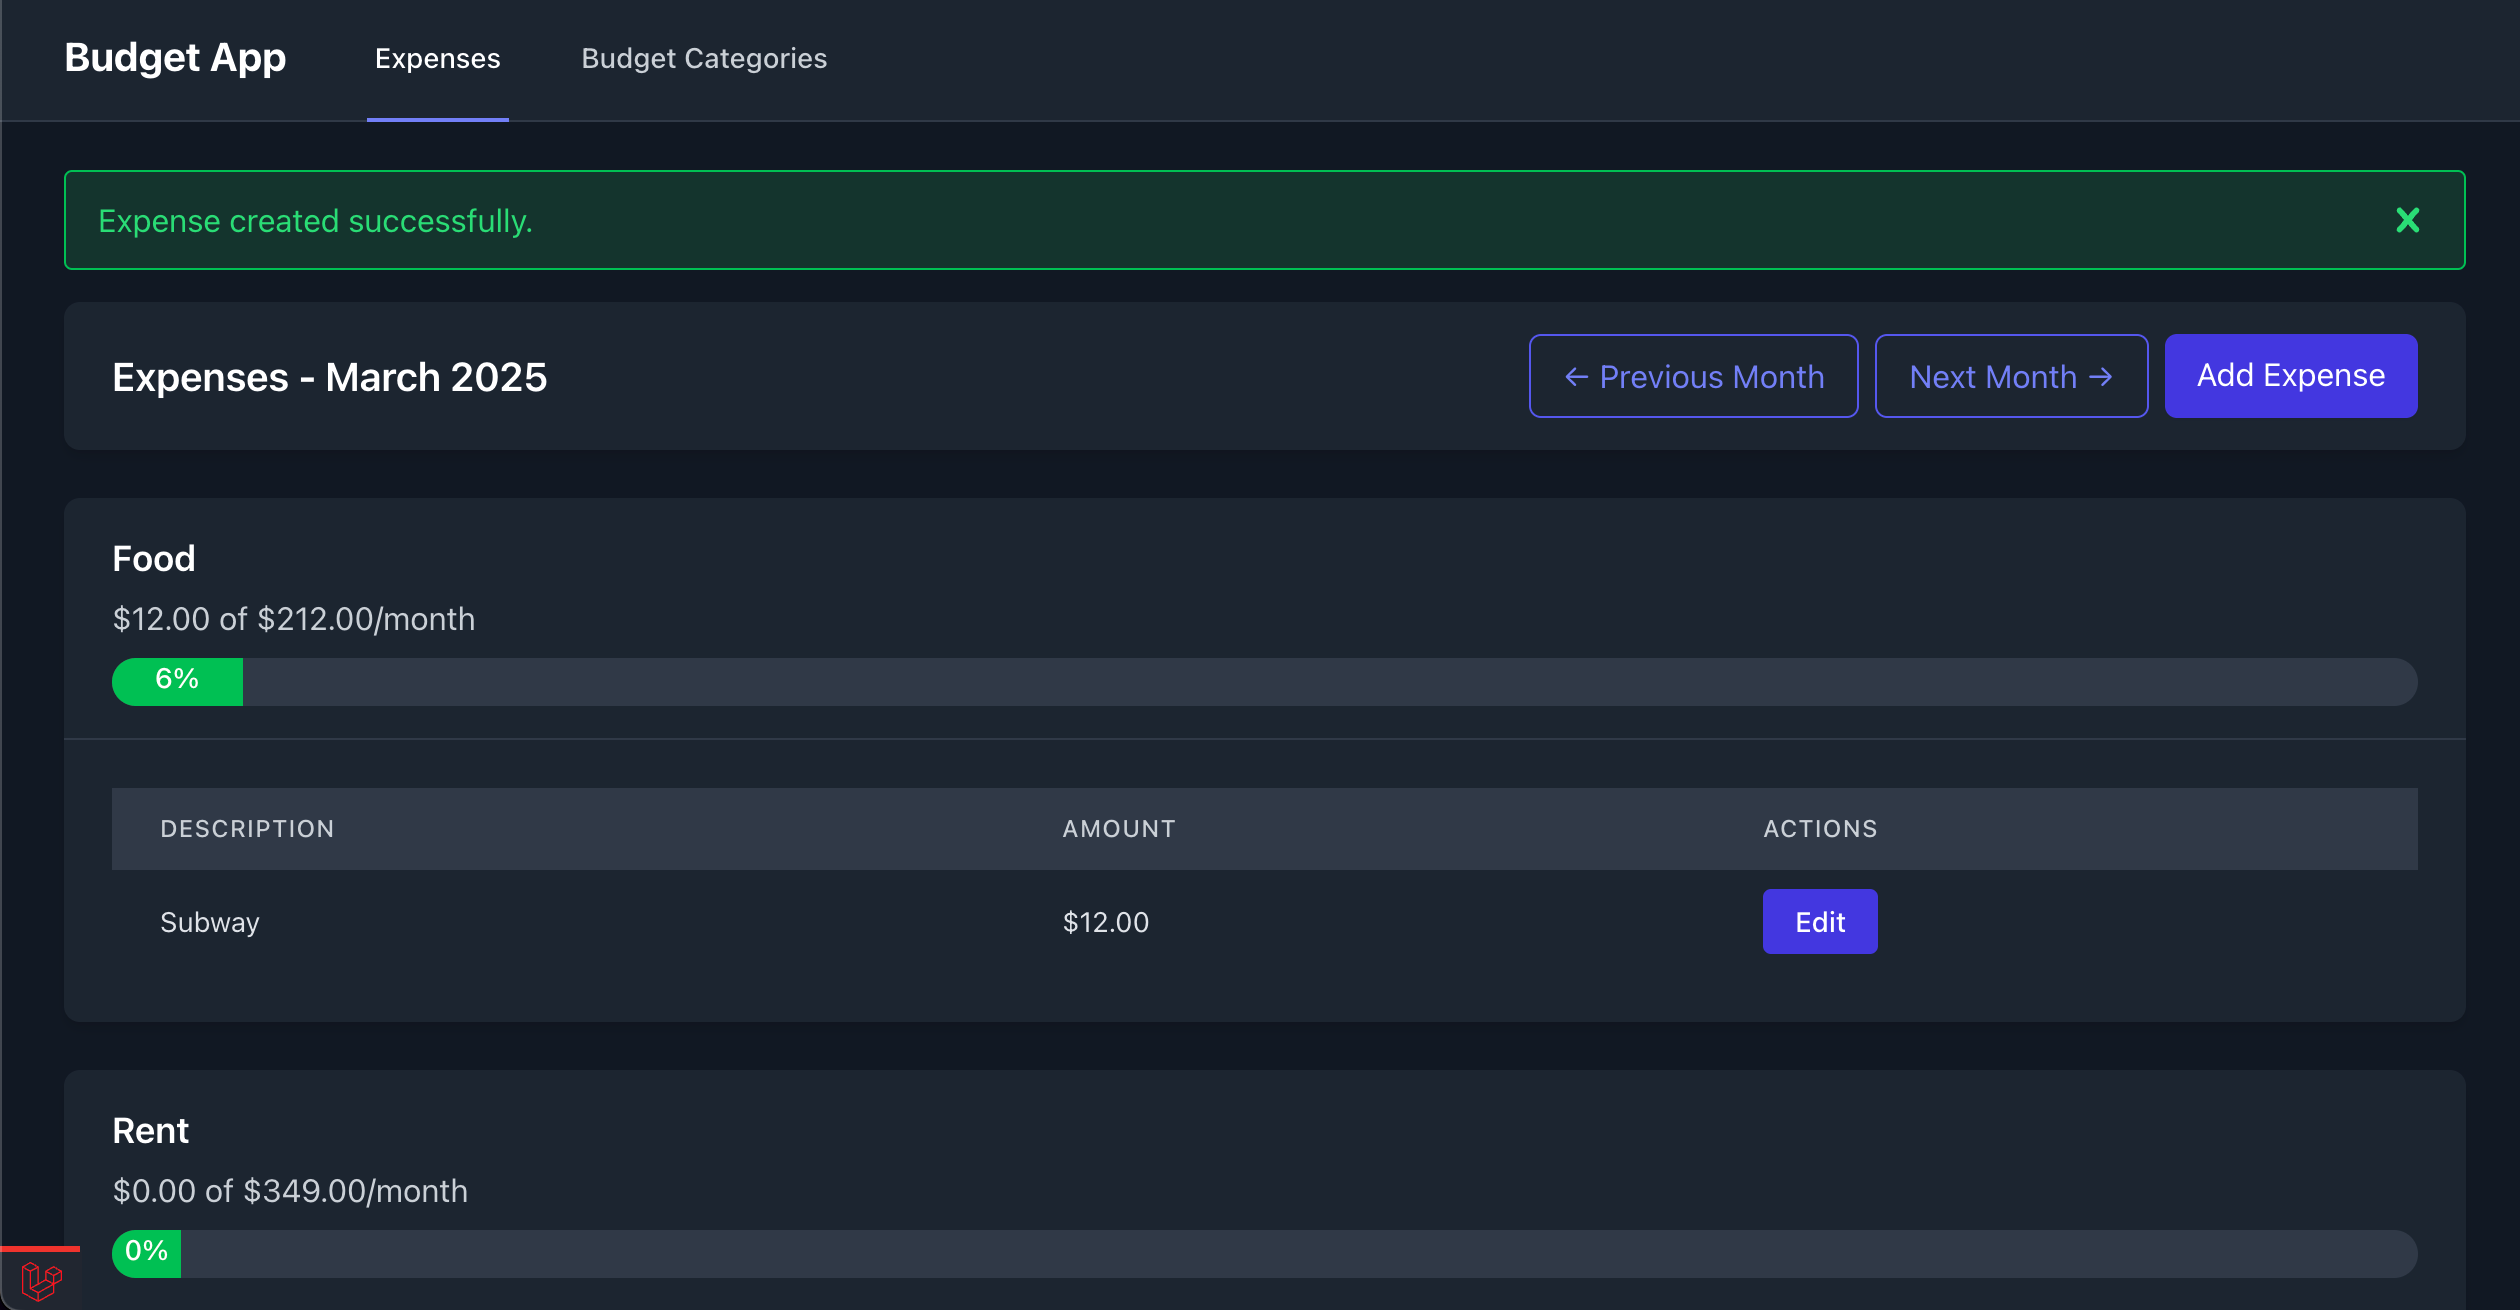 Budget App Expenses Budget Categories
Expense created successfully.
Expenses - March 2025 ← Previous Month Next Month → Add Expense
Food
$12.00 of $212.00/month
6%
DESCRIPTION AMOUNT ACTIONS
Subway $12.00 Edit
Rent
$0.00 of $349.00/month
0%